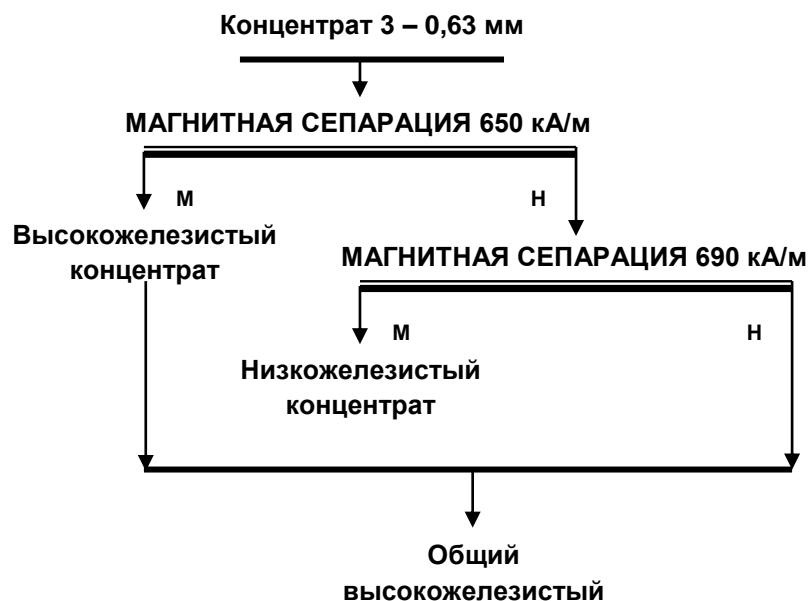 Концентрат 3 – 0,63 мм
МАГНИТНАЯ СЕПАРАЦИЯ 650 кА/м
М
Н
Высокожелезистый
концентрат
МАГНИТНАЯ СЕПАРАЦИЯ 690 кА/м
М
Н
Низкожелезистый
концентрат
Общий
высокожелезистый